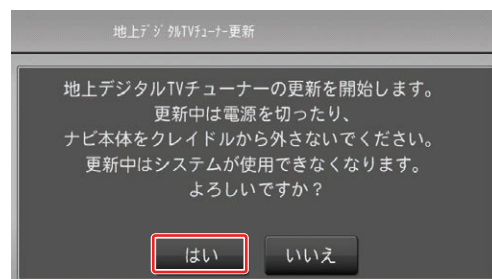 地上ﾃﾞｼﾞﾀﾙTVﾁｭｰﾅｰ更新
地上デジタルTVチューナーの更新を開始します。
更新中は電源を切ったり、
ナビ本体をクレイドルから外さないでください。
更新中はシステムが使用できなくなります。
よろしいですか？
はい　いいえ